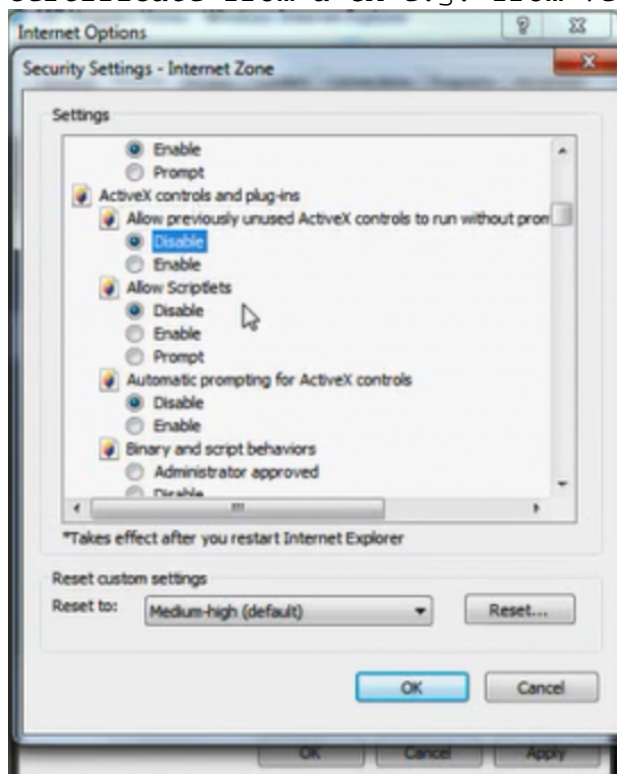 Internet Options
Security Settings - Internet Zone
Settings
Enable
Prompt
ActiveX controls and plug-ins
Allow previously unused ActiveX controls to run without prom
Disable
Enable
Allow Scriptlets
Disable
Enable
Prompt
Automatic prompting for ActiveX controls
Disable
Enable
Binary and script behaviors
Administrator approved
Disable
*Takes effect after you restart Internet Explorer
Reset custom settings
Reset to: Medium-high (default) Reset...
OK Cancel
OK Cancel Apply